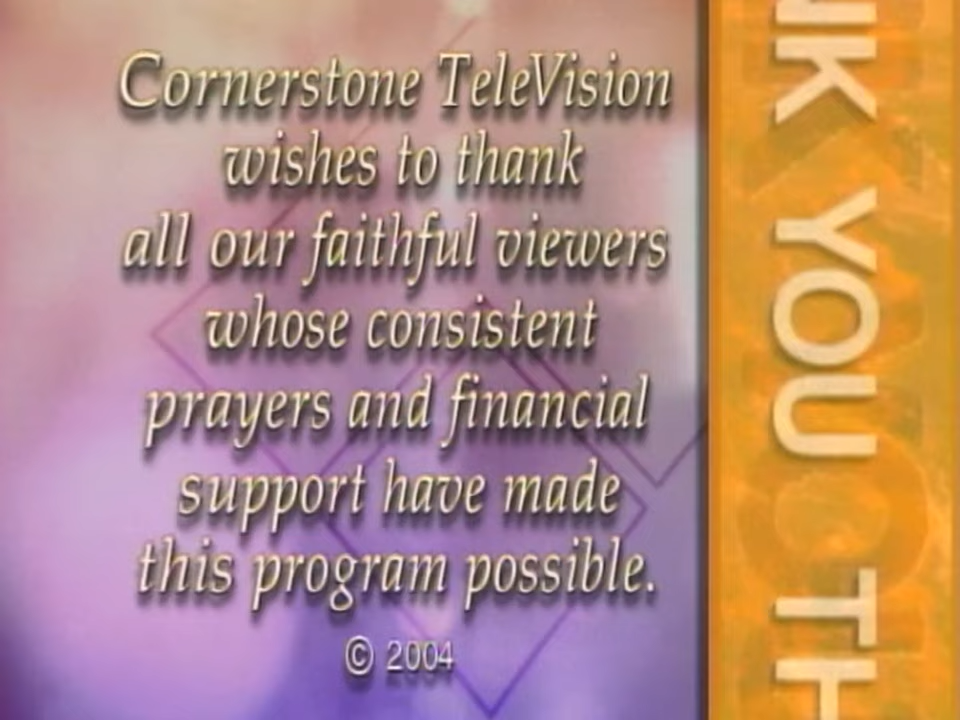 Cornerstone TeleVision
wishes to thank
all our faithful viewers
whose consistent
prayers and financial
support have made
this program possible.
© 2004
NK YOU TH